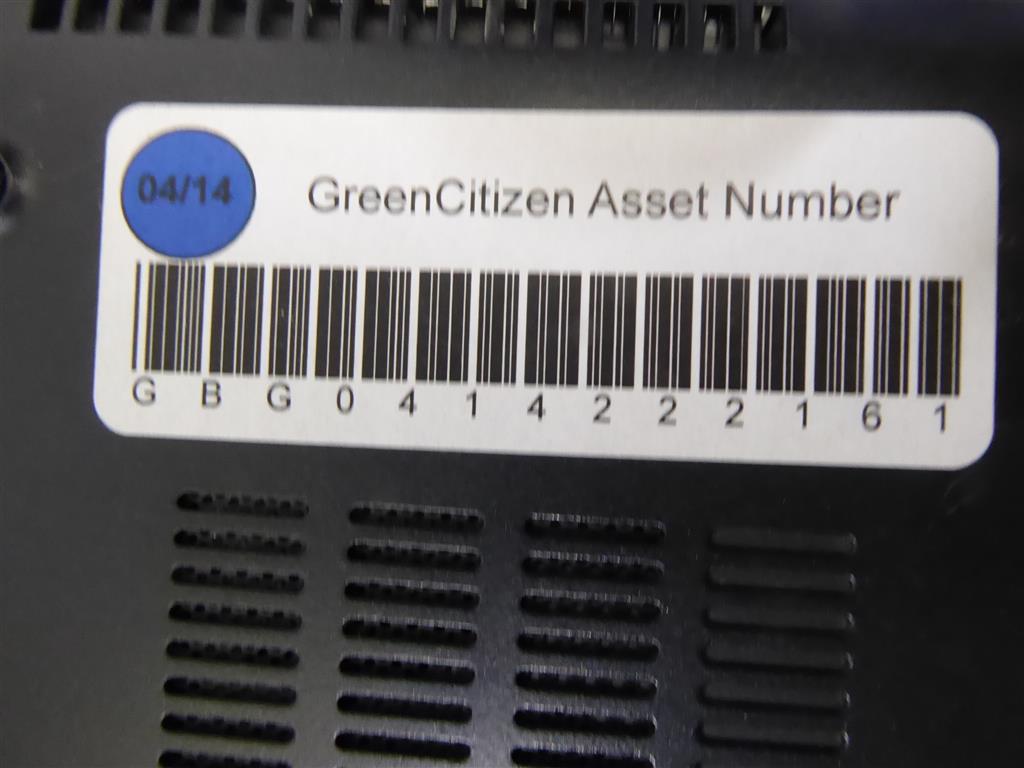 04/14
GreenCitizen Asset Number
G B G 0 4 1 4 2 2 2 1 6 1